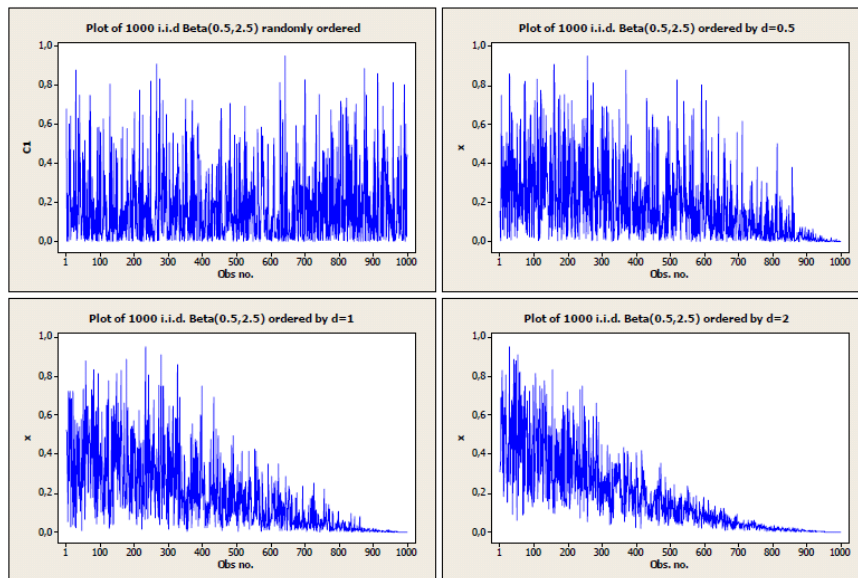 Plot of 1000 i.i.d Beta(0.5,2.5) randomly ordered
1,0
0,8
0,6
0,4
0,2
0,0
C1
1 100 200 300 400 500 600 700 800 900 1000
Obs no.
Plot of 1000 i.i.d. Beta(0.5,2.5) ordered by d=0.5
1,0
0,8
0,6
0,4
0,2
0,0
x
1 100 200 300 400 500 600 700 800 900 1000
Obs no.
Plot of 1000 i.i.d. Beta(0.5,2.5) ordered by d=1
1,0
0,8
0,6
0,4
0,2
0,0
x
1 100 200 300 400 500 600 700 800 900 1000
Obs no.
Plot of 1000 i.i.d. Beta(0.5,2.5) ordered by d=2
1,0
0,8
0,6
0,4
0,2
0,0
x
1 100 200 300 400 500 600 700 800 900 1000
Obs no.